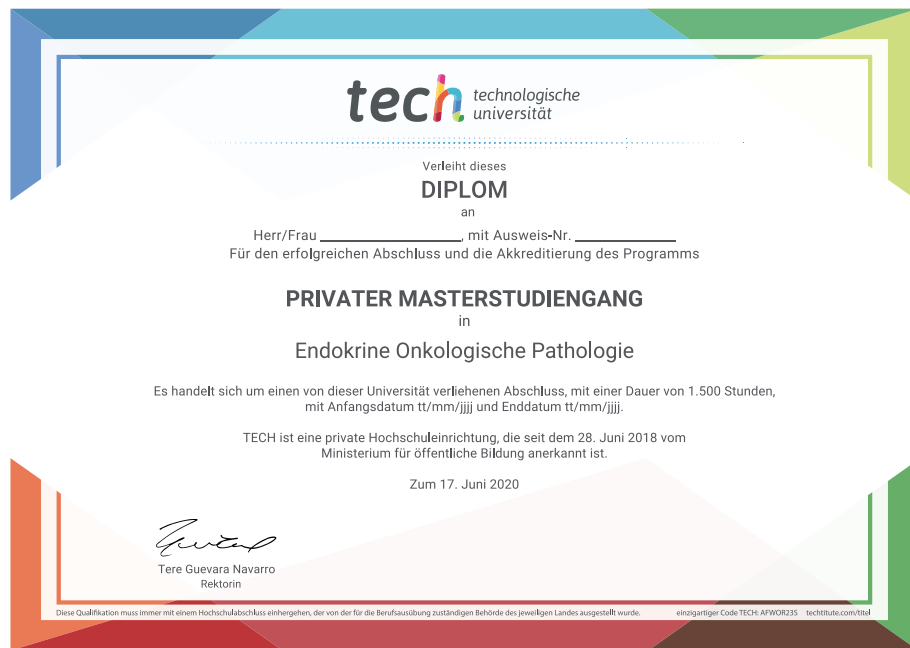 tech technologische
universität
Verleiht dieses
DIPLOM
an
Herr/Frau ____________________, mit Ausweis-Nr. ______________
Für den erfolgreichen Abschluss und die Akkreditierung des Programms
PRIVATER MASTERSTUDIENGANG
in
Endokrine Onkologische Pathologie
Es handelt sich um einen von dieser Universität verliehenen Abschluss, mit einer Dauer von 1.500 Stunden,
mit Anfangsdatum tt/mm/jjjj und Enddatum tt/mm/jjjj.
TECH ist eine private Hochschuleinrichtung, die seit dem 28. Juni 2018 vom
Ministerium für öffentliche Bildung anerkannt ist.
Zum 17. Juni 2020
Tere Guevara Navarro
Rektorin
Diese Qualifikation muss immer mit einem Hochschulabschluss einhergehen, der von der für die Berufsausübung zuständigen Behörde des jeweiligen Landes ausgestellt wurde. einzigartiger Code TECH: AFWOR23S techtitute.com/titel